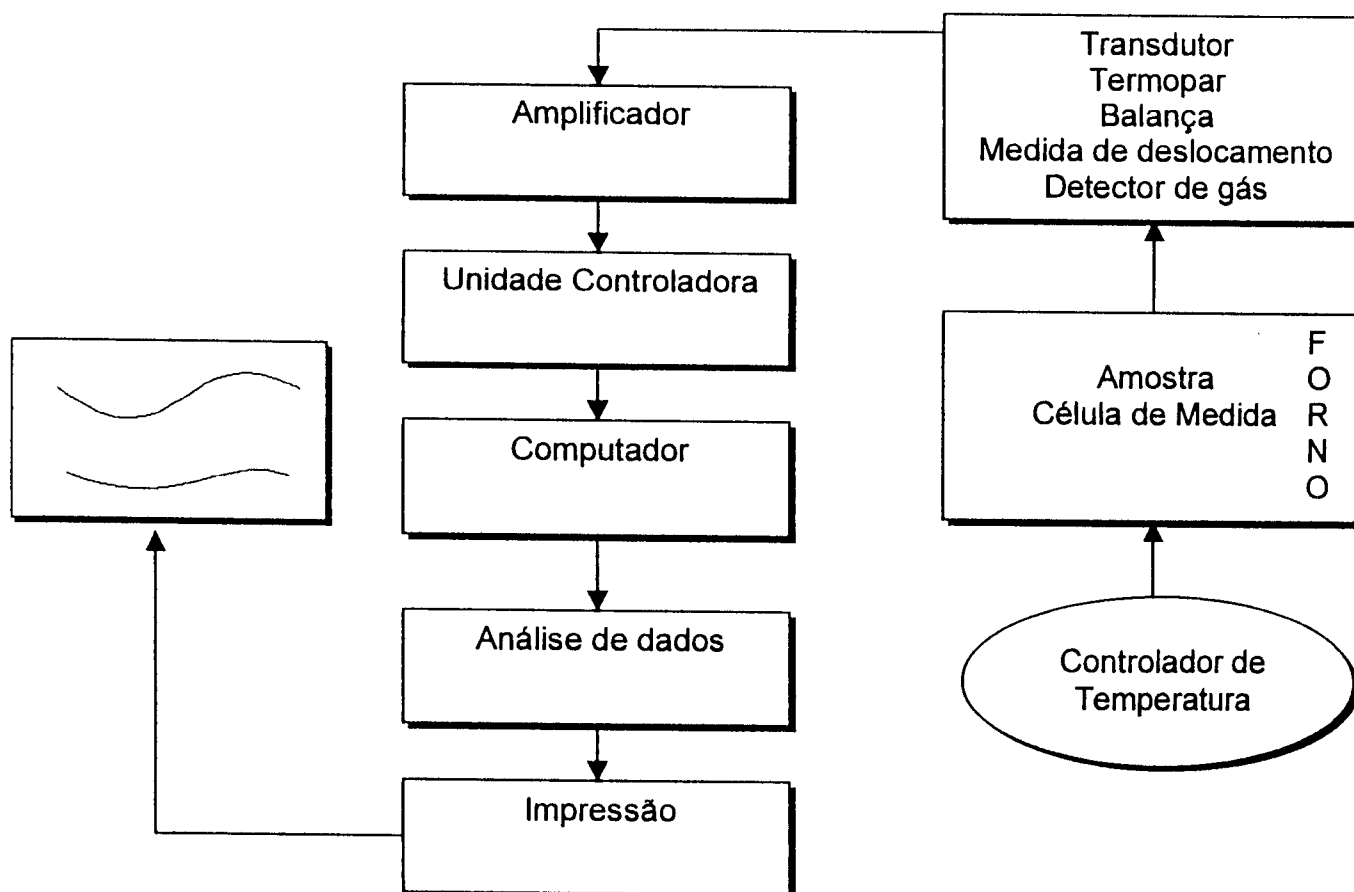 Transdutor
Termopar
Balança
Medida de deslocamento
Detector de gás
Amplificador
Unidade Controladora
Amostra
Célula de Medida
F
O
R
N
O
Computador
Análise de dados
Controlador de
Temperatura
Impressão